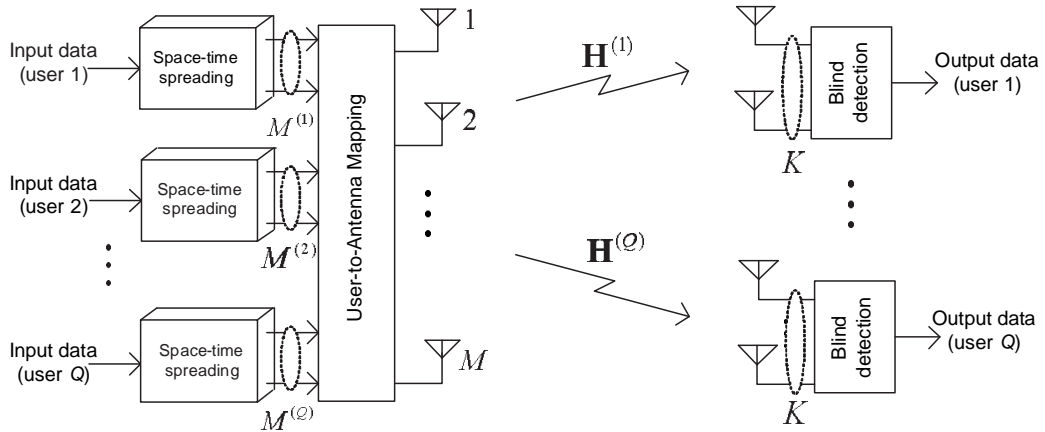 Input data
(user 1)
Space-time
spreading
M^(1)
Input data
(user 2)
Space-time
spreading
M^(2)
Input data
(user Q)
Space-time
spreading
M^(Q)
User-to-Antenna Mapping
1
2
M
H^(1)
H^(Q)
K
Blind
detection
Output data
(user 1)
K
Blind
detection
Output data
(user Q)